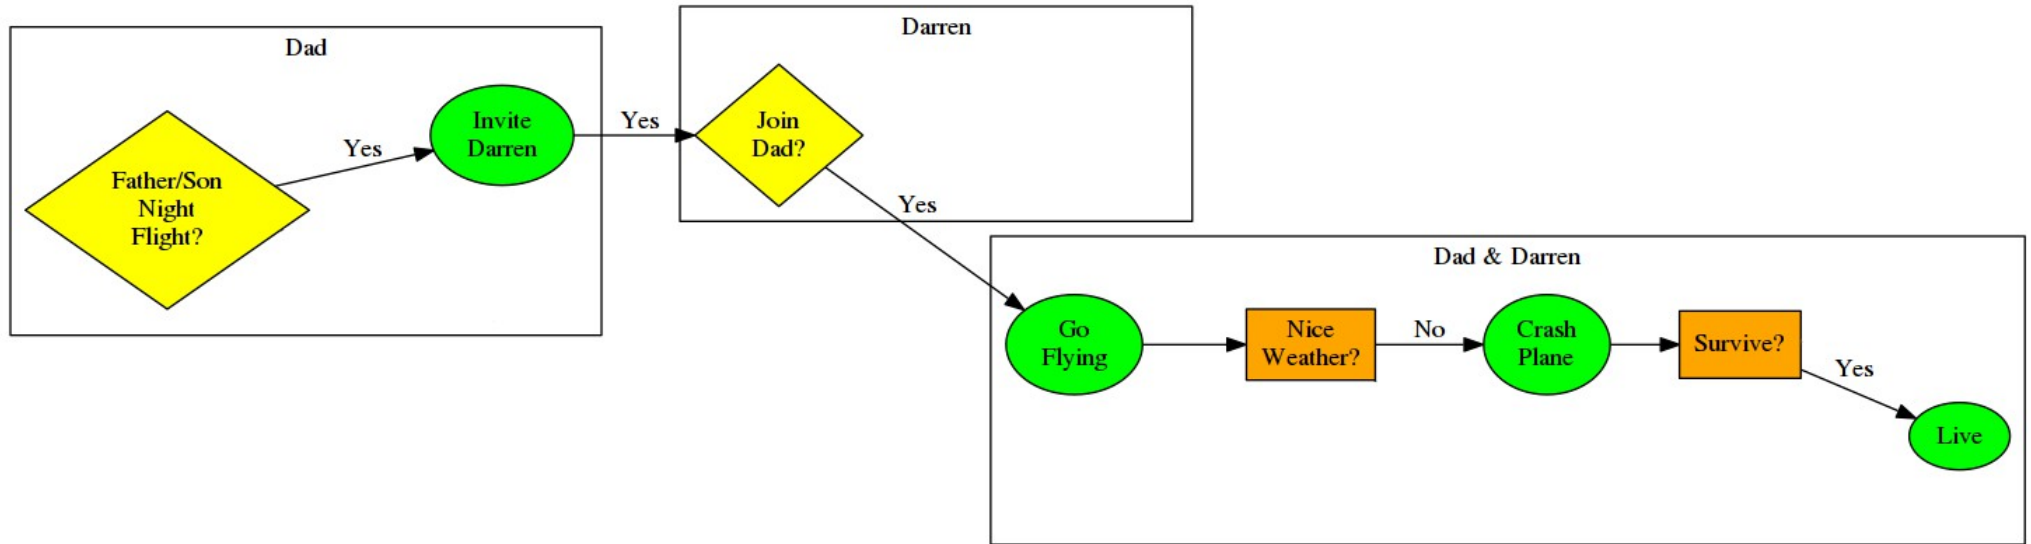 Dad
Father/Son
Night
Flight?
Yes
Invite
Darren
Yes
Darren
Join
Dad?
Yes
Dad & Darren
Go
Flying
Nice
Weather?
No
Crash
Plane
Survive?
Yes
Live